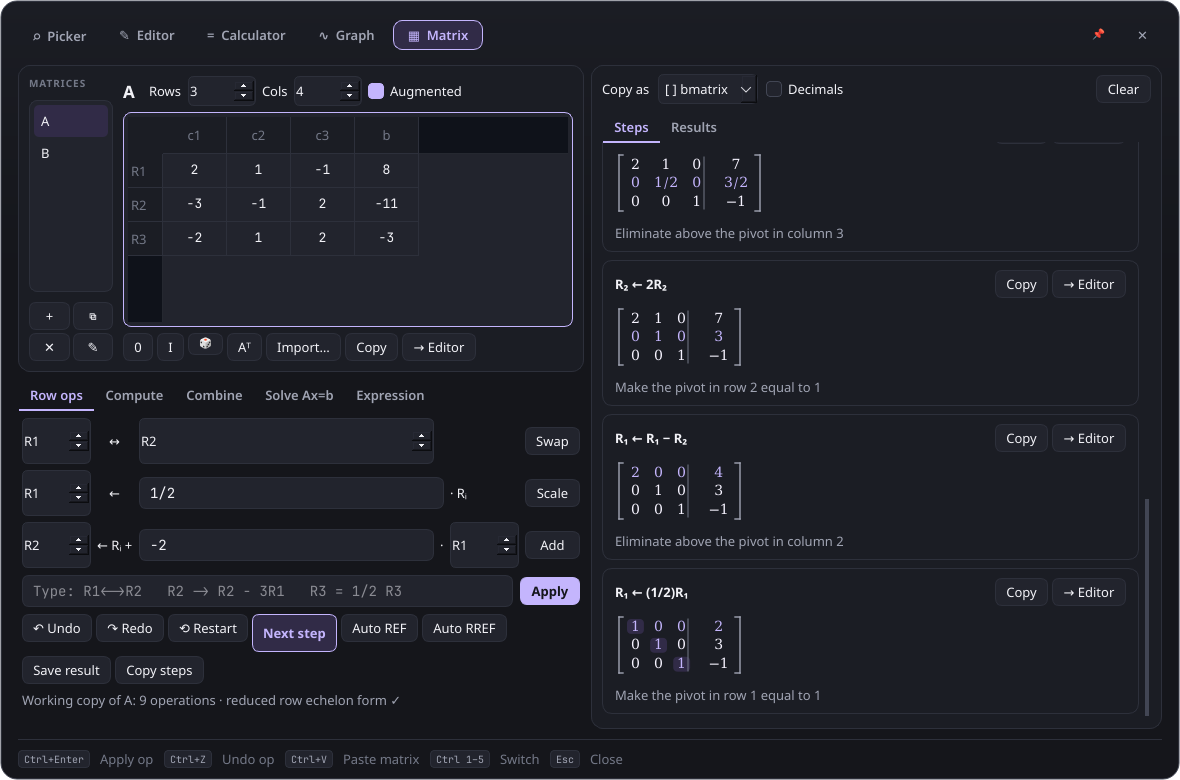 ⌕ Picker ✎ Editor = Calculator ∿ Graph ▦ Matrix 📌 ✕
MATRICES
A
B
+ ⧉
✕ ✎
A Rows 3 Cols 4 Augmented
c1 c2 c3 b
R1 2 1 -1 8
R2 -3 -1 2 -11
R3 -2 1 2 -3
0 I 🎲 Aᵀ Import... Copy → Editor
Row ops Compute Combine Solve Ax=b Expression
R1 ↔ R2 Swap
R1 ← 1/2 · Rᵢ Scale
R2 ← Rᵢ + -2 · R1 Add
Type: R1<->R2 R2 -> R2 - 3R1 R3 = 1/2 R3 Apply
↶ Undo ↷ Redo ⟲ Restart Next step Auto REF Auto RREF
Save result Copy steps
Working copy of A: 9 operations · reduced row echelon form ✓
Copy as [ ] bmatrix Decimals Clear
Steps Results
2 1 0 7
0 1/2 0 3/2
0 0 1 −1
Eliminate above the pivot in column 3
R₂ ← 2R₂ Copy → Editor
2 1 0 7
0 1 0 3
0 0 1 −1
Make the pivot in row 2 equal to 1
R₁ ← R₁ − R₂ Copy → Editor
2 0 0 4
0 1 0 3
0 0 1 −1
Eliminate above the pivot in column 2
R₁ ← (1/2)R₁ Copy → Editor
1 0 0 2
0 1 0 3
0 0 1 −1
Make the pivot in row 1 equal to 1
Ctrl+Enter Apply op Ctrl+Z Undo op Ctrl+V Paste matrix Ctrl 1–5 Switch Esc Close